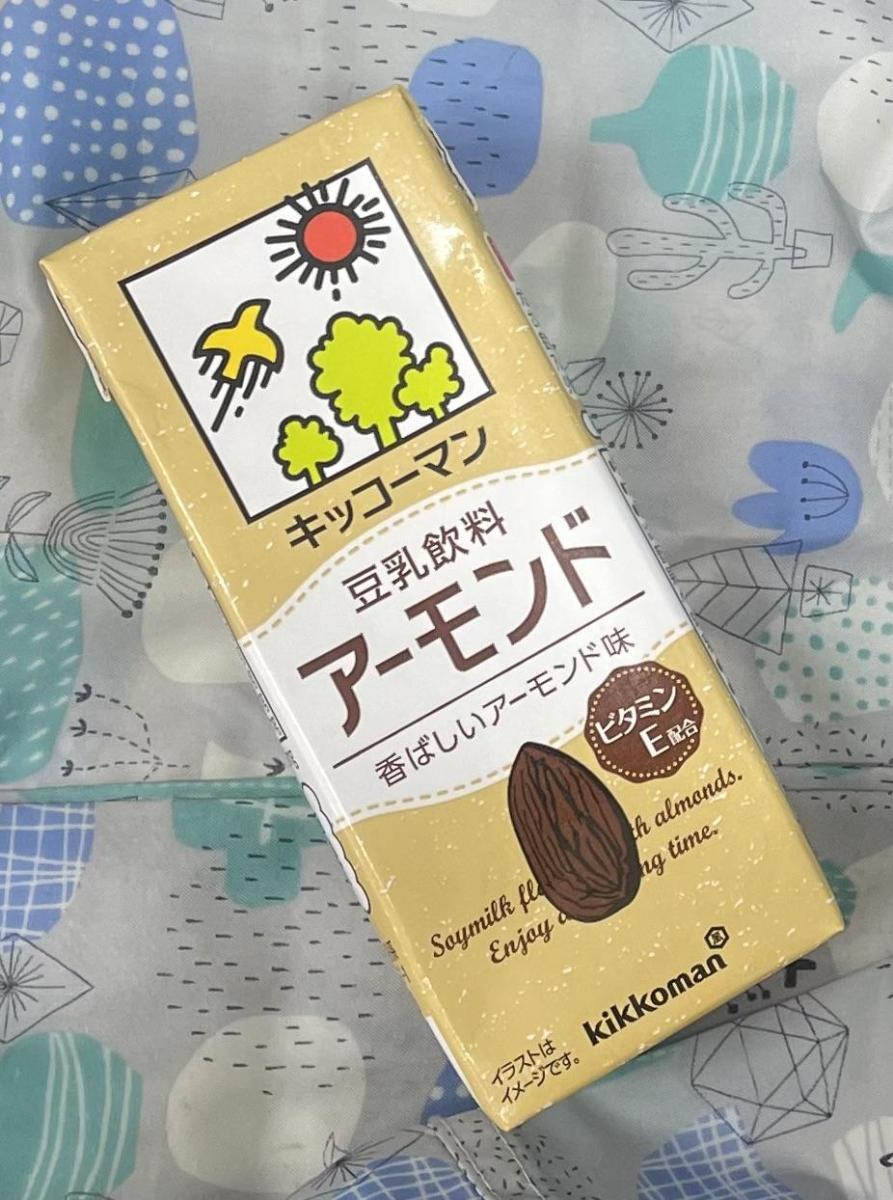 キッコーマン
豆乳飲料
アーモンド
香ばしいアーモンド味
ビタミン
E配合
Soymilk almonds.
Enjoy time.
kikkoman
イラストは
イメージです。